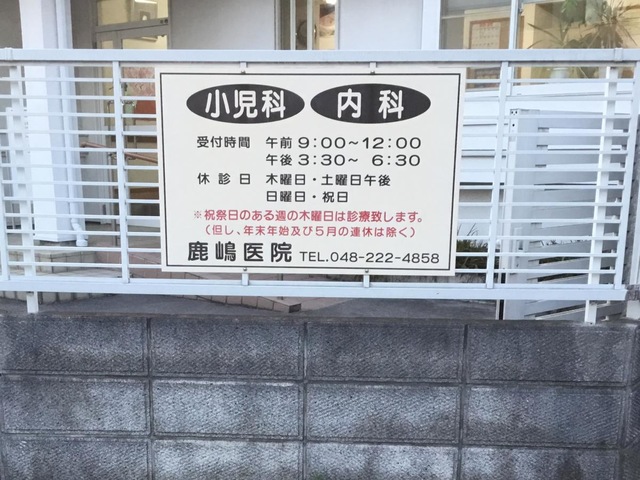 小児科 内科
受付時間 午前 9:00～12:00
午後 3:30～ 6:30
休診日 木曜日・土曜日午後
日曜日・祝日
※祝祭日のある週の木曜日は診療致します。
(但し、年末年始及び5月の連休は除く)
鹿嶋医院 TEL.048-222-4858